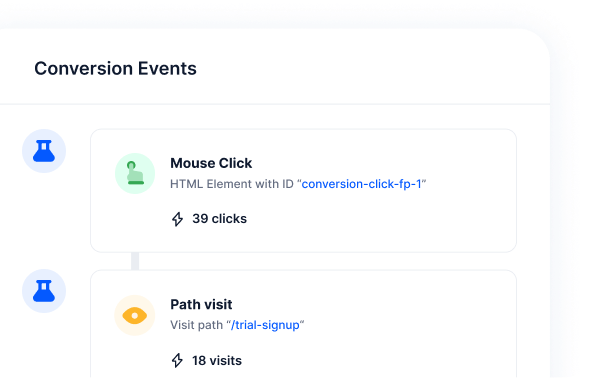 Conversion Events
Mouse Click
HTML Element with ID “conversion-click-fp-1”
39 clicks
Path visit
Visit path “/trial-signup“
18 visits